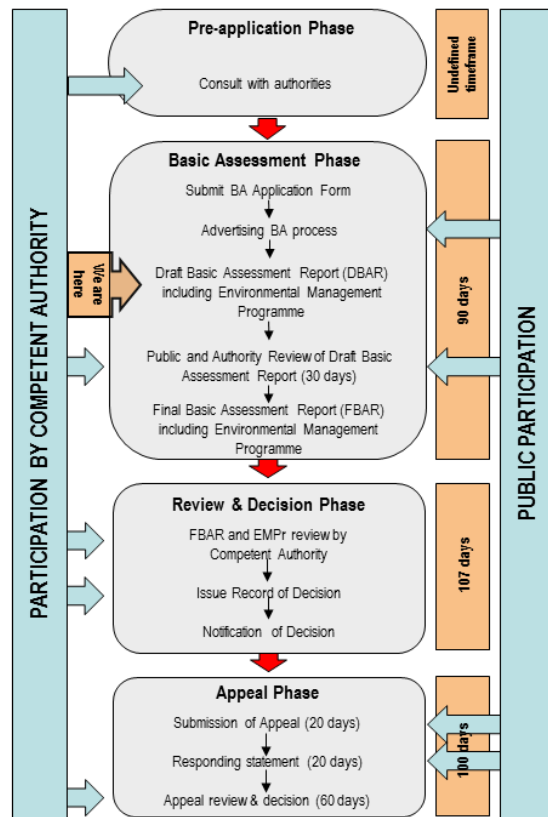 Pre-application Phase
Consult with authorities
Undefined
timeframe
Basic Assessment Phase
Submit BA Application Form
Advertising BA process
We are
here
Draft Basic Assessment Report (DBAR)
including Environmental Management
Programme
Public and Authority Review of Draft Basic
Assessment Report (30 days)
Final Basic Assessment Report (FBAR)
including Environmental Management
Programme
90 days
PARTICIPATION BY COMPETENT AUTHORITY
PUBLIC PARTICIPATION
Review & Decision Phase
FBAR and EMPr review by
Competent Authority
Issue Record of Decision
Notification of Decision
107 days
Appeal Phase
Submission of Appeal (20 days)
Responding statement (20 days)
Appeal review & decision (60 days)
100 days